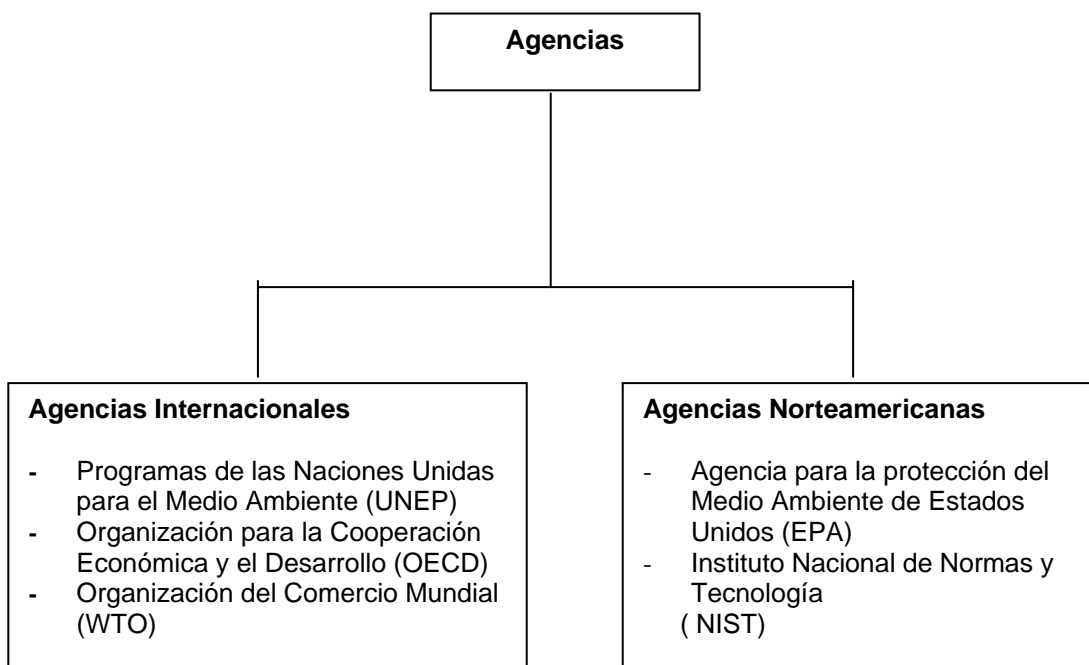 Agencias
Agencias Internacionales
- Programas de las Naciones Unidas
para el Medio Ambiente (UNEP)
- Organización para la Cooperación
Económica y el Desarrollo (OECD)
- Organización del Comercio Mundial
(WTO)
Agencias Norteamericanas
- Agencia para la protección del
Medio Ambiente de Estados
Unidos (EPA)
- Instituto Nacional de Normas y
Tecnología
( NIST)